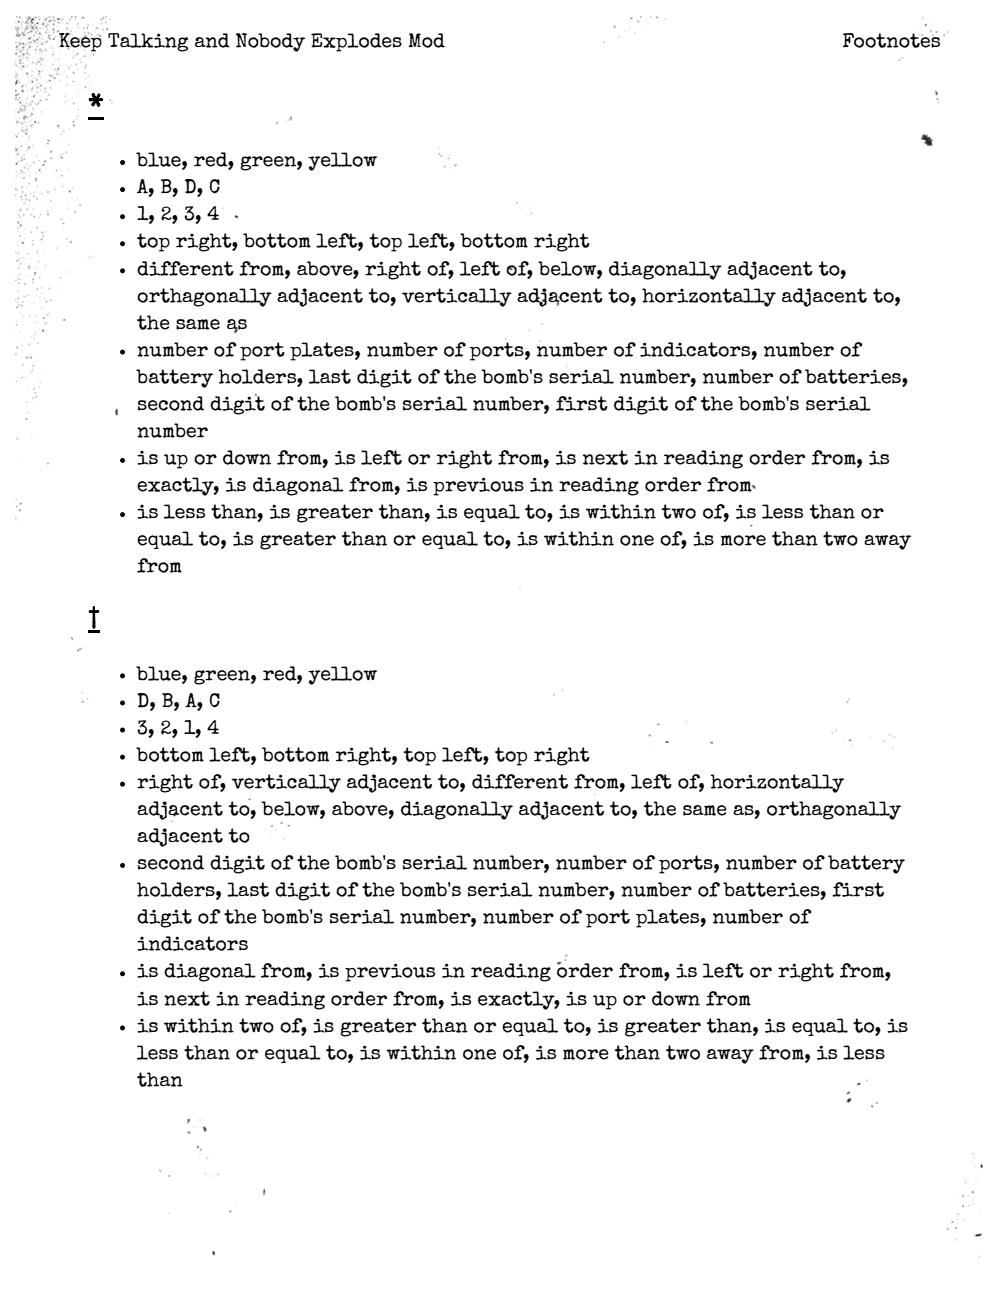 Keep Talking and Nobody Explodes Mod Footnotes
*
• blue, red, green, yellow
• A, B, D, C
• 1, 2, 3, 4
• top right, bottom left, top left, bottom right
• different from, above, right of, left of, below, diagonally adjacent to,
orthagonally adjacent to, vertically adjacent to, horizontally adjacent to,
the same as
• number of port plates, number of ports, number of indicators, number of
battery holders, last digit of the bomb's serial number, number of batteries,
second digit of the bomb's serial number, first digit of the bomb's serial
number
• is up or down from, is left or right from, is next in reading order from, is
exactly, is diagonal from, is previous in reading order from
• is less than, is greater than, is equal to, is within two of, is less than or
equal to, is greater than or equal to, is within one of, is more than two away
from
†
• blue, green, red, yellow
• D, B, A, C
• 3, 2, 1, 4
• bottom left, bottom right, top left, top right
• right of, vertically adjacent to, different from, left of, horizontally
adjacent to, below, above, diagonally adjacent to, the same as, orthagonally
adjacent to
• second digit of the bomb's serial number, number of ports, number of battery
holders, last digit of the bomb's serial number, number of batteries, first
digit of the bomb's serial number, number of port plates, number of
indicators
• is diagonal from, is previous in reading order from, is left or right from,
is next in reading order from, is exactly, is up or down from
• is within two of, is greater than or equal to, is greater than, is equal to, is
less than or equal to, is within one of, is more than two away from, is less
than